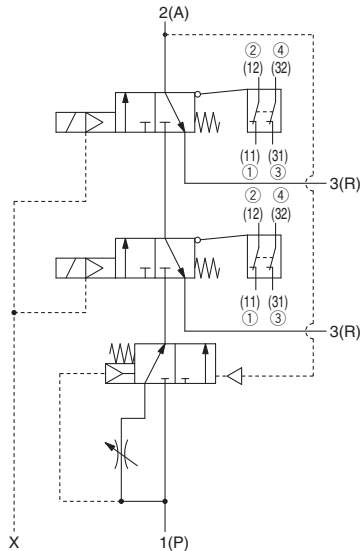 2(A)
② ④
(12) (32)
(11) (31)
① ③
3(R)
② ④
(12) (32)
(11) (31)
① ③
3(R)
X
1(P)